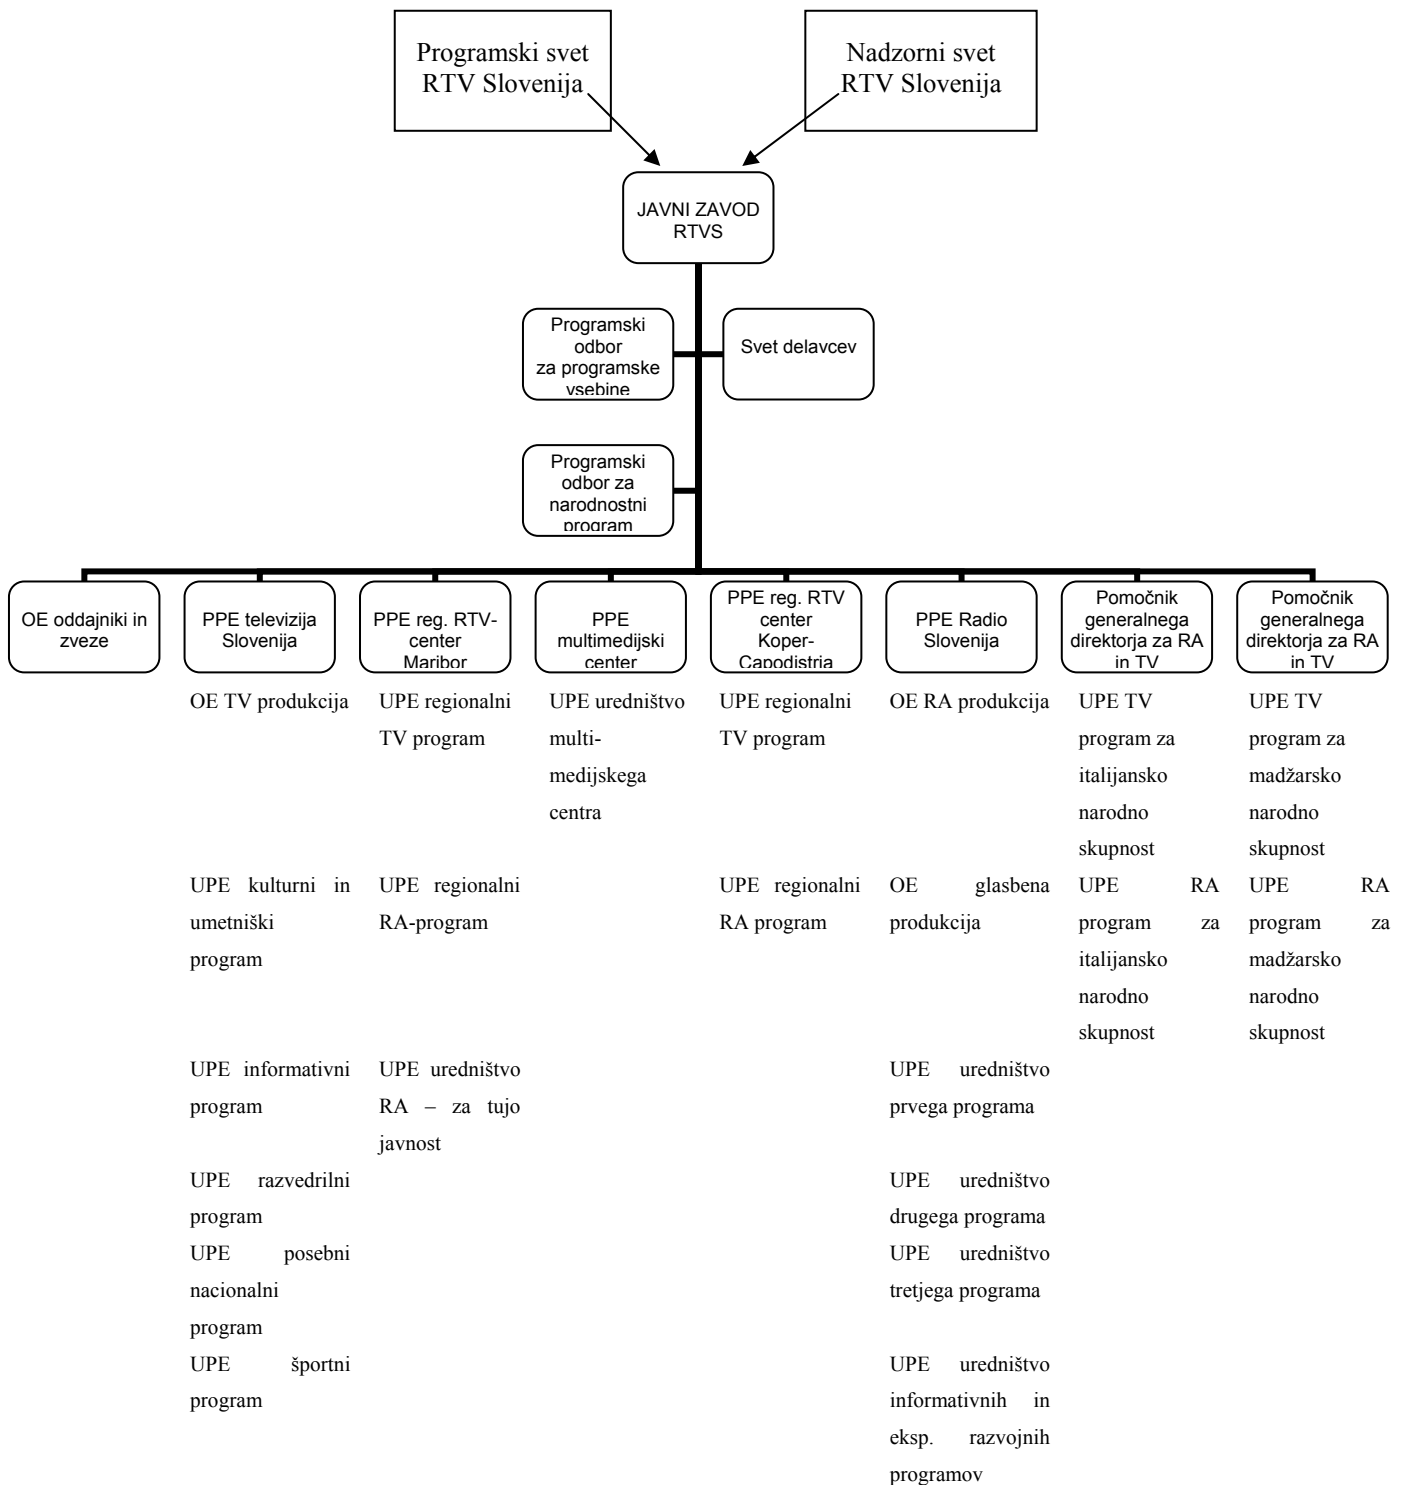 Programski svet
RTV Slovenija
Nadzorni svet
RTV Slovenija
JAVNI ZAVOD
RTVS
Programski
odbor
za programske
vsebine
Svet delavcev
Programski
odbor za
narodnostni
program
OE oddajniki in
zveze
PPE televizija
Slovenija
PPE reg. RTV-
center
Maribor
PPE
multimedijski
center
PPE reg. RTV
center
Koper-
Capodistria
PPE Radio
Slovenija
Pomočnik
generalnega
direktorja za RA
in TV
Pomočnik
generalnega
direktorja za RA
in TV
OE TV produkcija
UPE kulturni in
umetniški
program
UPE informativni
program
UPE razvedrilni
program
UPE posebni
nacionalni
program
UPE športni
program
UPE regionalni
TV program
UPE regionalni
RA-program
UPE uredništvo
RA – za tujo
javnost
UPE uredništvo
multi-
medijskega
centra
UPE regionalni
TV program
UPE regionalni
RA program
OE RA produkcija
OE glasbena
produkcija
UPE uredništvo
prvega programa
UPE uredništvo
drugega programa
UPE uredništvo
tretjega programa
UPE uredništvo
informativnih in
eksp. razvojnih
programov
UPE TV
program za
italijansko
narodno
skupnost
UPE RA
program za
italijansko
narodno
skupnost
UPE TV
program za
madžarsko
narodno
skupnost
UPE RA
program za
madžarsko
narodno
skupnost